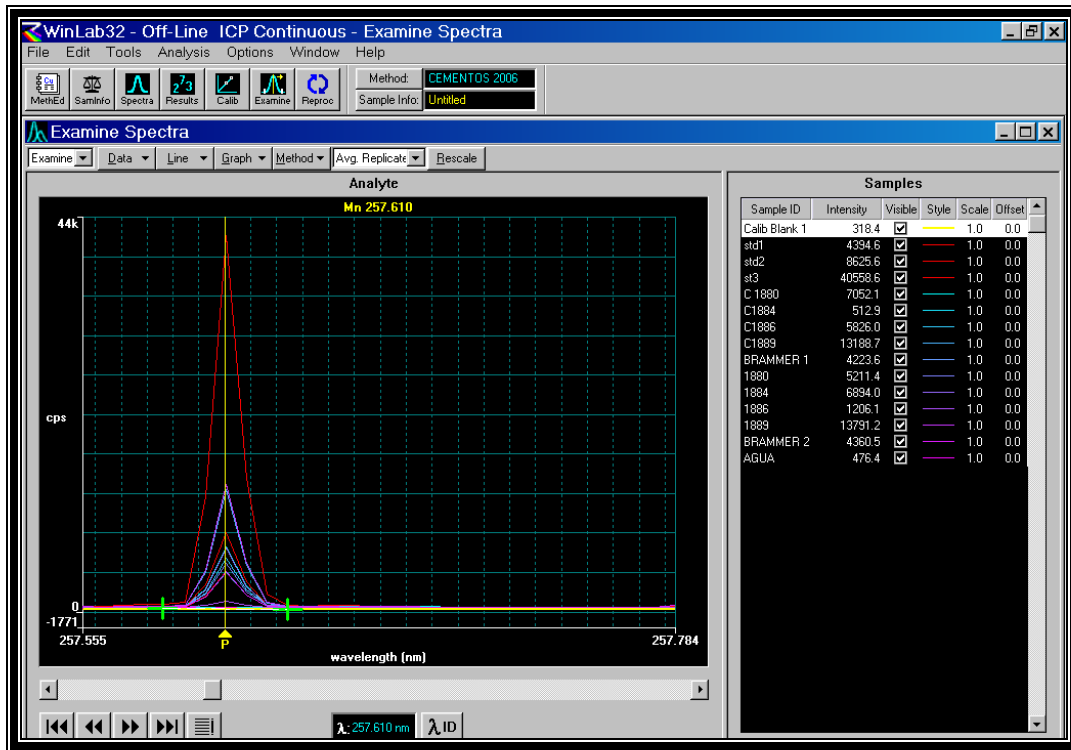 WinLab32 - Off-Line ICP Continuous - Examine Spectra
File Edit Tools Analysis Options Window Help
MethEd SamInfo Spectra Results Calib Examine Reproc
Method: CEMENTOS 2006
Sample Info: Untitled
Examine Spectra
Examine Data Line Graph Method Avg. Replicate Rescale
Analyte
Mn 257.610
44k
cps
0
-1771
257.555 P 257.784
wavelength (nm)
λ: 257.610 nm λ ID
Samples
Sample ID Intensity Visible Style Scale Offset
Calib Blank 1 318.4 1.0 0.0
std1 4394.6 1.0 0.0
std2 8625.6 1.0 0.0
st3 40558.6 1.0 0.0
C 1880 7052.1 1.0 0.0
C1884 512.9 1.0 0.0
C1886 5826.0 1.0 0.0
C1889 13188.7 1.0 0.0
BRAMMER 1 4223.6 1.0 0.0
1880 5211.4 1.0 0.0
1884 6894.0 1.0 0.0
1886 1206.1 1.0 0.0
1889 13791.2 1.0 0.0
BRAMMER 2 4360.5 1.0 0.0
AGUA 476.4 1.0 0.0